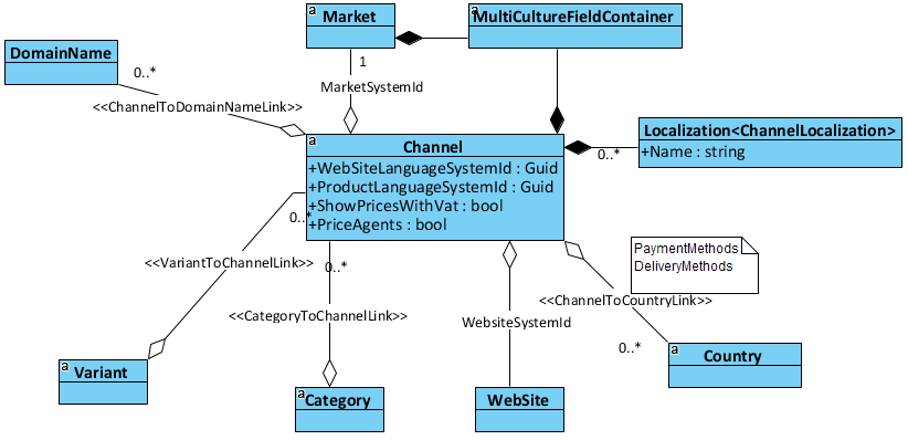 a
Market
a
MultiCultureFieldContainer
DomainName
0..*
1
MarketSystemId
<<ChannelToDomainNameLink>>
a
Channel
+WebSiteLanguageSystemId : Guid
+ProductLanguageSystemId : Guid
+ShowPricesWithVat : bool
+PriceAgents : bool
Localization<ChannelLocalization>
+Name : string
0..*
0..*
PaymentMethods
DeliveryMethods
<<VariantToChannelLink>>
0..*
<<ChannelToCountryLink>>
<<CategoryToChannelLink>>
WebsiteSystemId
0..*
a
Variant
a
Category
WebSite
a
Country